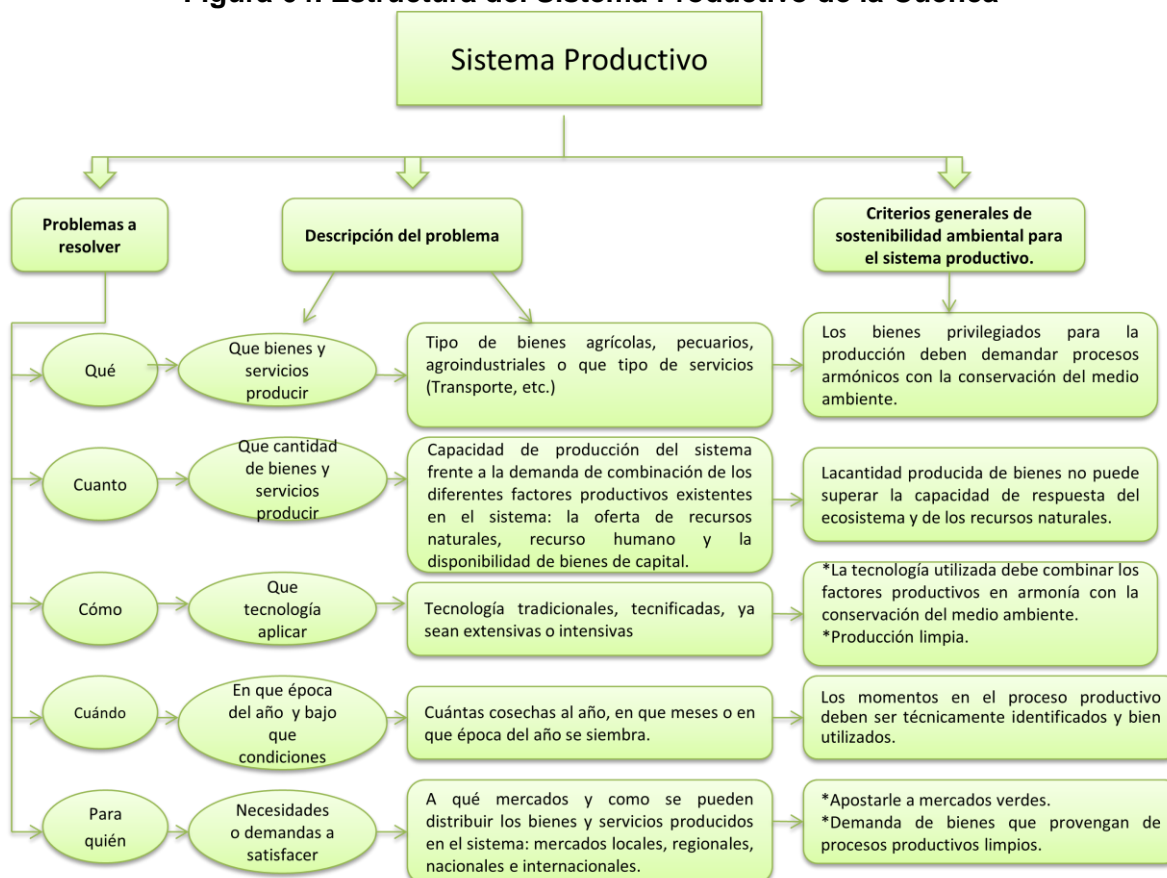 Figura 64. Estructura del Sistema Productivo de la Cuenca
Sistema Productivo
Problemas a
resolver
Descripción del problema
Criterios generales de
sostenibilidad ambiental para
el sistema productivo.
Qué
Que bienes y
servicios
producir
Tipo de bienes agrícolas, pecuarios,
agroindustriales o que tipo de servicios
(Transporte, etc.)
Los bienes privilegiados para la
producción deben demandar procesos
armónicos con la conservación del medio
ambiente.
Cuanto
Que cantidad
de bienes y
servicios
producir
Capacidad de producción del sistema
frente a la demanda de combinación de los
diferentes factores productivos existentes
en el sistema: la oferta de recursos
naturales, recurso humano y la
disponibilidad de bienes de capital.
Lacantidad producida de bienes no puede
superar la capacidad de respuesta del
ecosistema y de los recursos naturales.
Cómo
Que
tecnología
aplicar
Tecnología tradicionales, tecnificadas, ya
sean extensivas o intensivas
*La tecnología utilizada debe combinar los
factores productivos en armonía con la
conservación del medio ambiente.
*Producción limpia.
Cuándo
En que época
del año y bajo
que
condiciones
Cuántas cosechas al año, en que meses o en
que época del año se siembra.
Los momentos en el proceso productivo
deben ser técnicamente identificados y bien
utilizados.
Para
quién
Necesidades
o demandas a
satisfacer
A qué mercados y como se pueden
distribuir los bienes y servicios producidos
en el sistema: mercados locales, regionales,
nacionales e internacionales.
*Apostarle a mercados verdes.
*Demanda de bienes que provengan de
procesos productivos limpios.